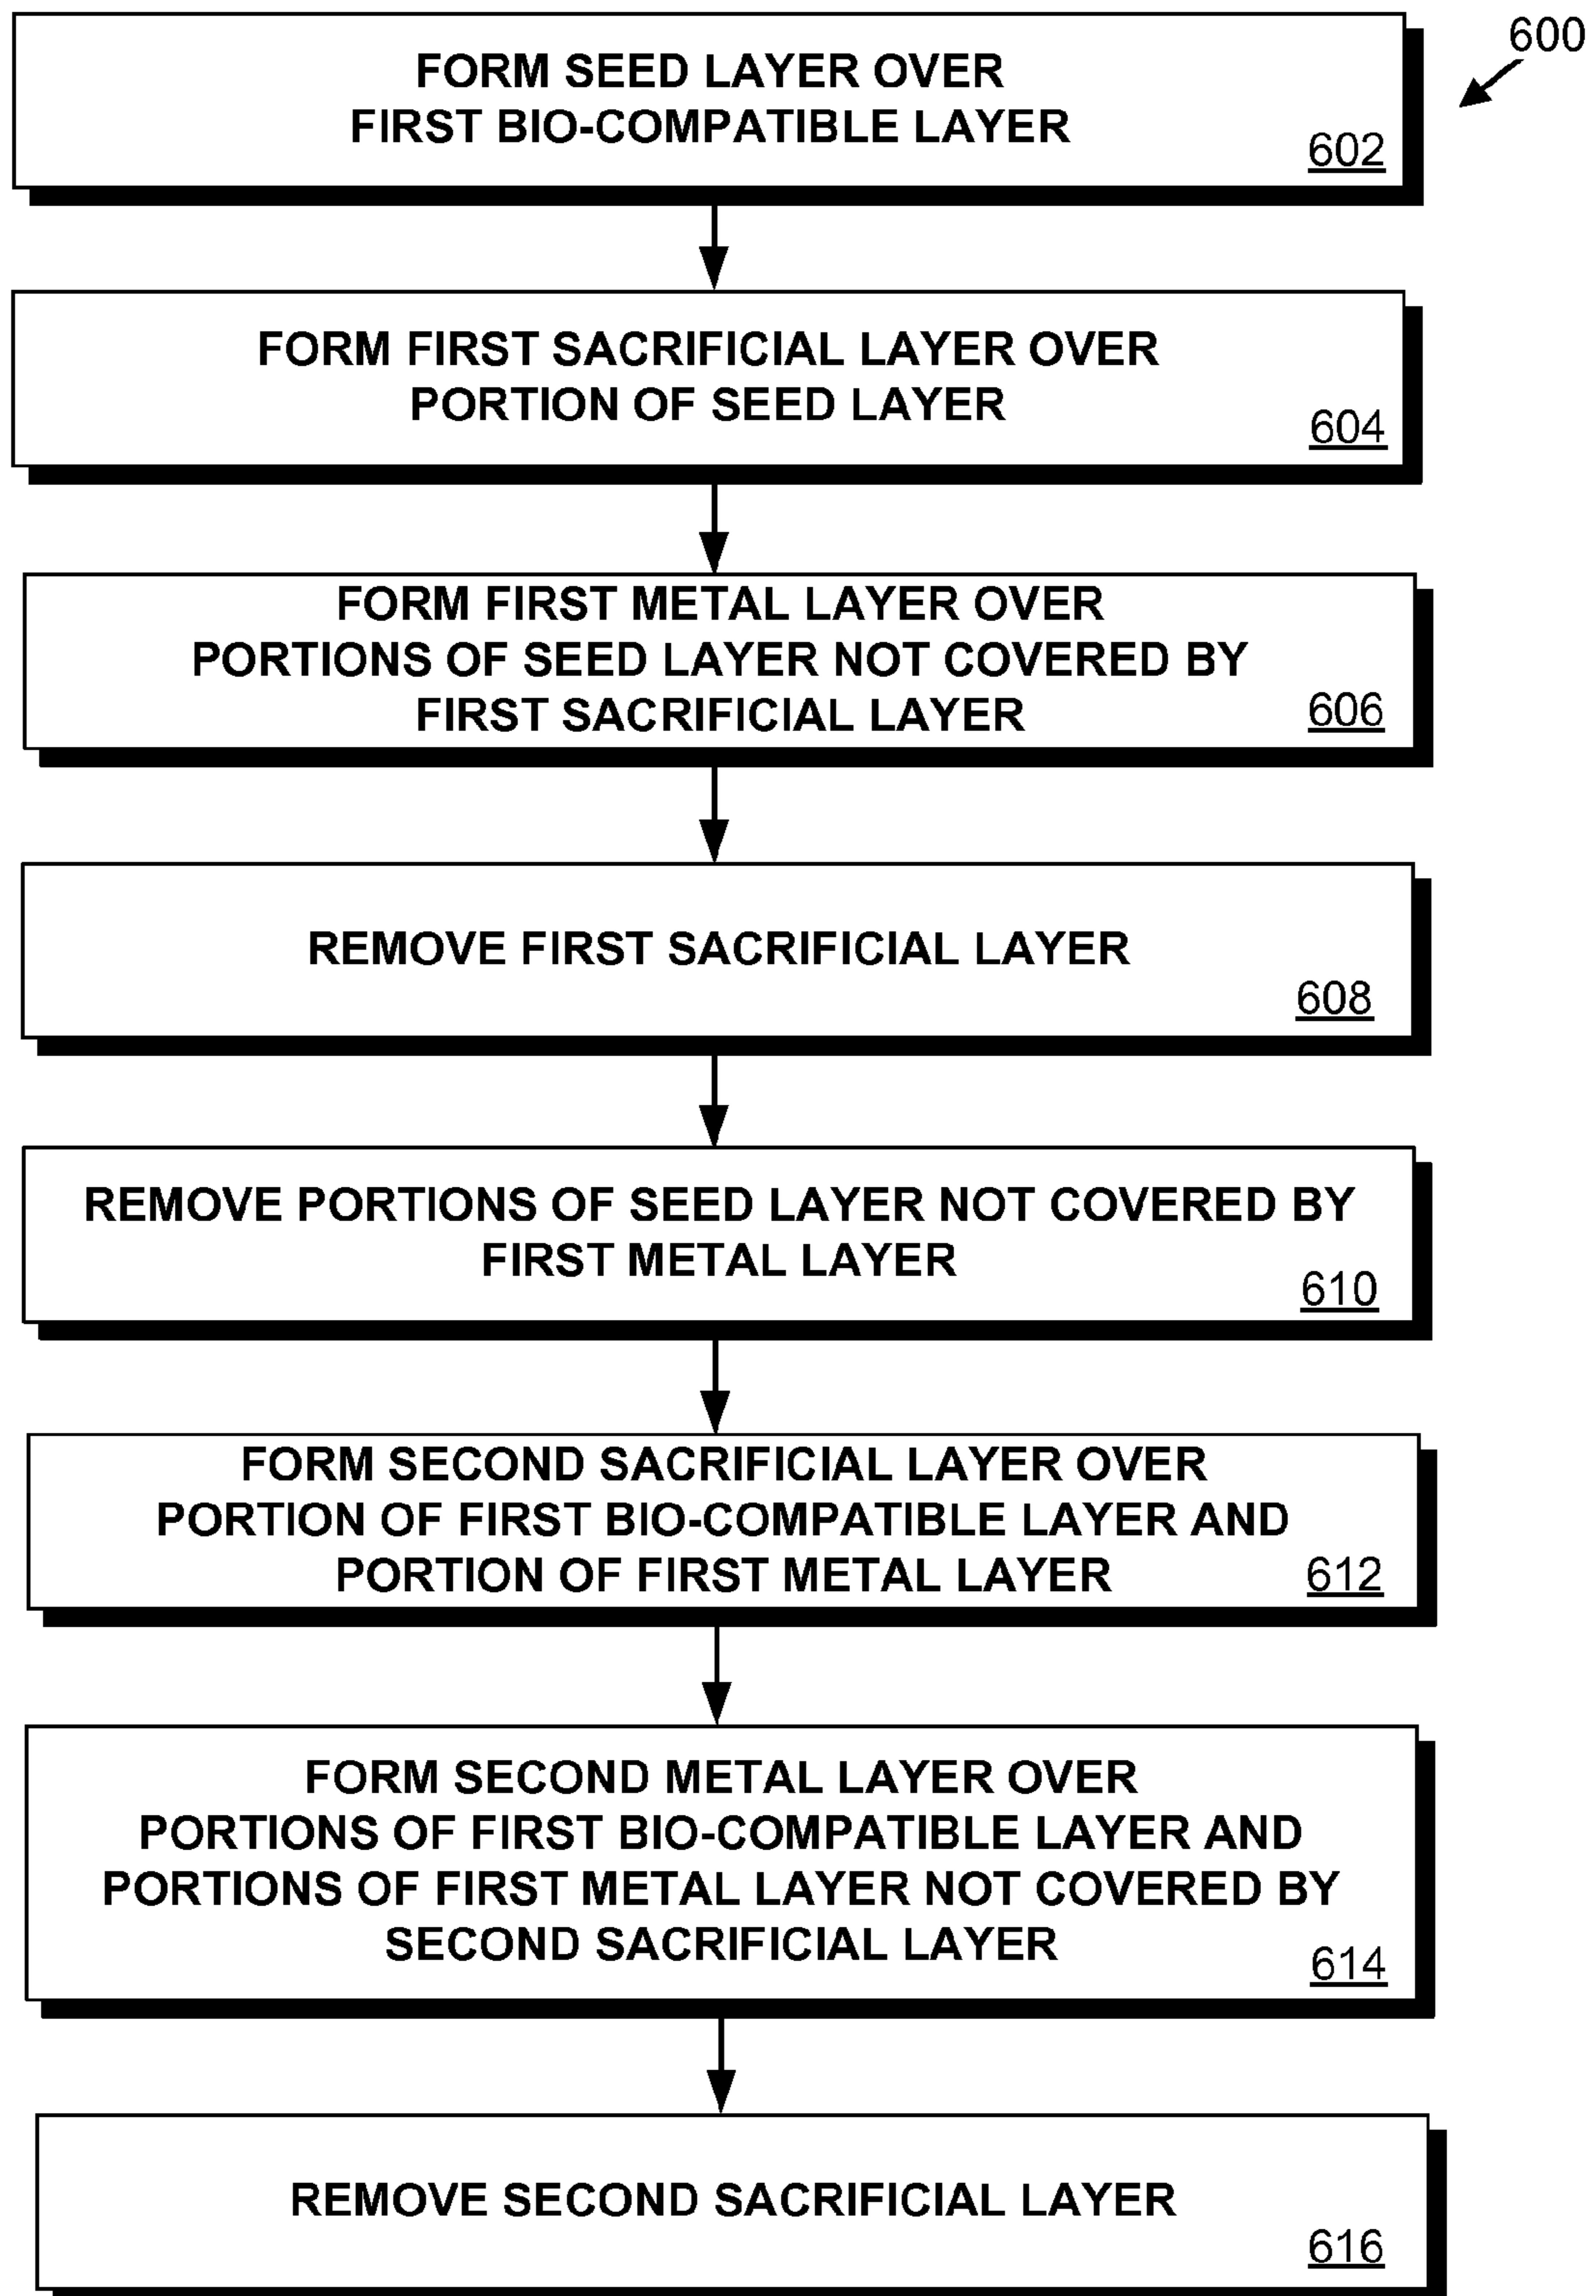 600
FORM SEED LAYER OVER
FIRST BIO-COMPATIBLE LAYER
602
FORM FIRST SACRIFICIAL LAYER OVER
PORTION OF SEED LAYER
604
FORM FIRST METAL LAYER OVER
PORTIONS OF SEED LAYER NOT COVERED BY
FIRST SACRIFICIAL LAYER
606
REMOVE FIRST SACRIFICIAL LAYER
608
REMOVE PORTIONS OF SEED LAYER NOT COVERED BY
FIRST METAL LAYER
610
FORM SECOND SACRIFICIAL LAYER OVER
PORTION OF FIRST BIO-COMPATIBLE LAYER AND
PORTION OF FIRST METAL LAYER
612
FORM SECOND METAL LAYER OVER
PORTIONS OF FIRST BIO-COMPATIBLE LAYER AND
PORTIONS OF FIRST METAL LAYER NOT COVERED BY
SECOND SACRIFICIAL LAYER
614
REMOVE SECOND SACRIFICIAL LAYER
616